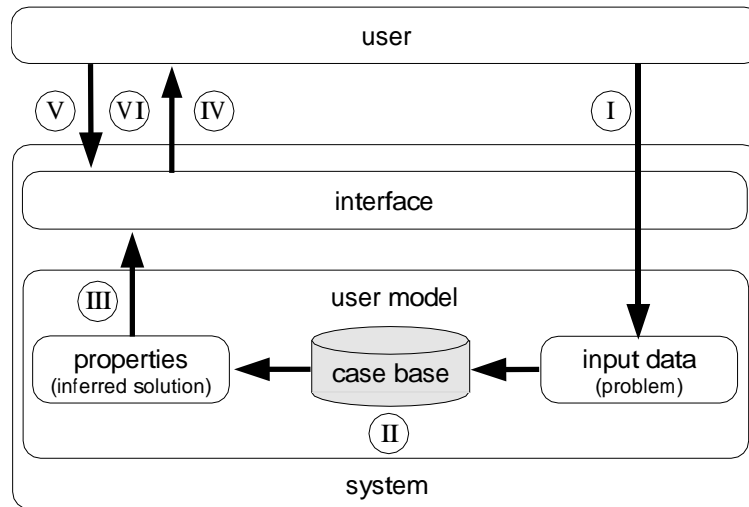 user
V VI IV I
interface
III
user model
properties
(inferred solution)
case base
input data
(problem)
II
system